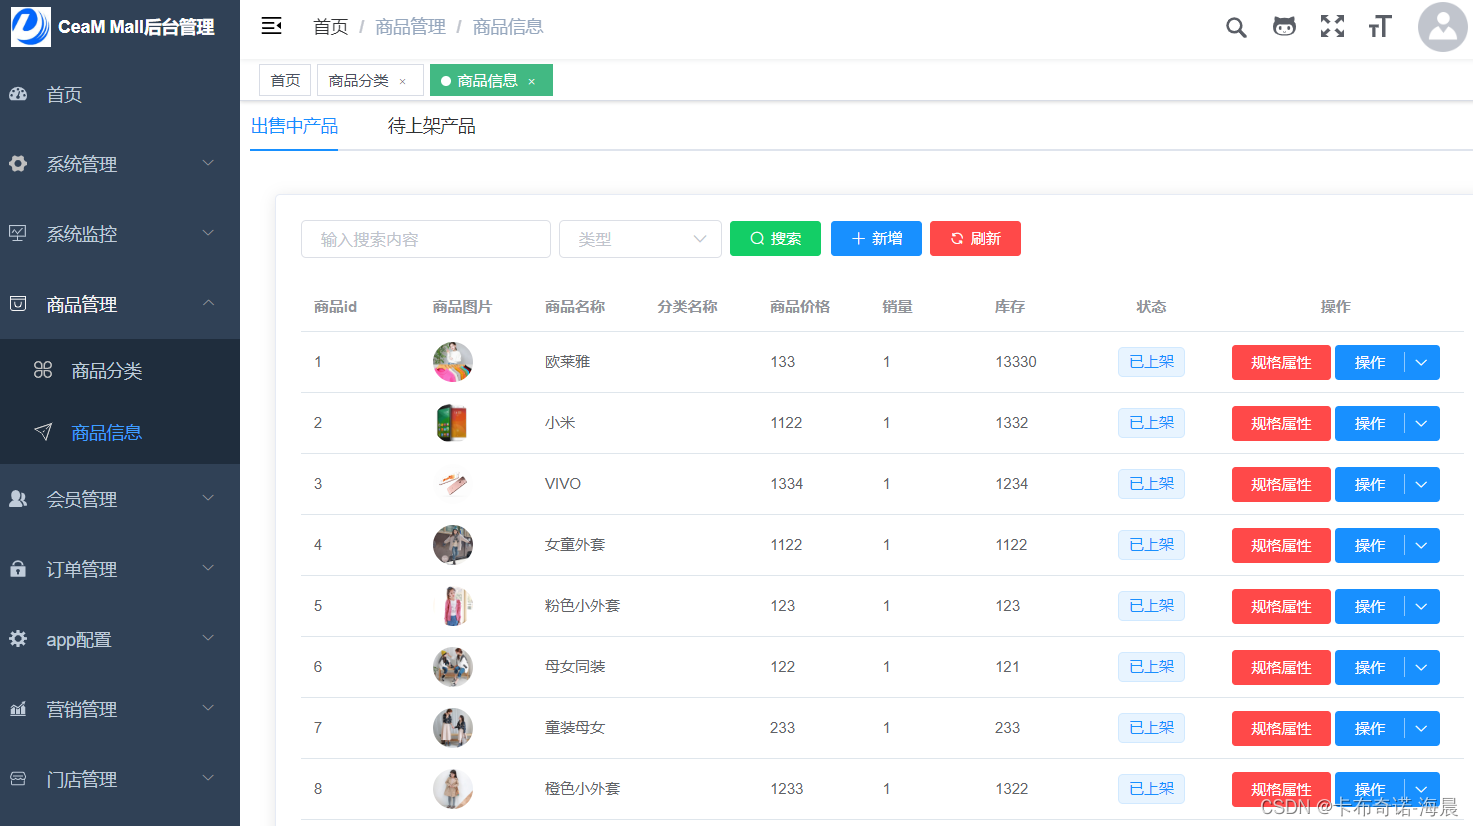 CeaM Mall后台管理
首页 / 商品管理 / 商品信息
首页
商品分类 ×
商品信息 ×
首页
系统管理
系统监控
商品管理
商品分类
商品信息
会员管理
订单管理
app配置
营销管理
门店管理
出售中产品 待上架产品
输入搜索内容 类型 搜索 新增 刷新
商品id 商品图片 商品名称 分类名称 商品价格 销量 库存 状态 操作
1 欧莱雅 133 1 13330 已上架 规格属性 操作
2 小米 1122 1 1332 已上架 规格属性 操作
3 VIVO 1334 1 1234 已上架 规格属性 操作
4 女童外套 1122 1 1122 已上架 规格属性 操作
5 粉色小外套 123 1 123 已上架 规格属性 操作
6 母女同装 122 1 121 已上架 规格属性 操作
7 童装母女 233 1 233 已上架 规格属性 操作
8 橙色小外套 1233 1 1322 已上架 规格属性 操作
CSDN @卡布奇诺-海晨